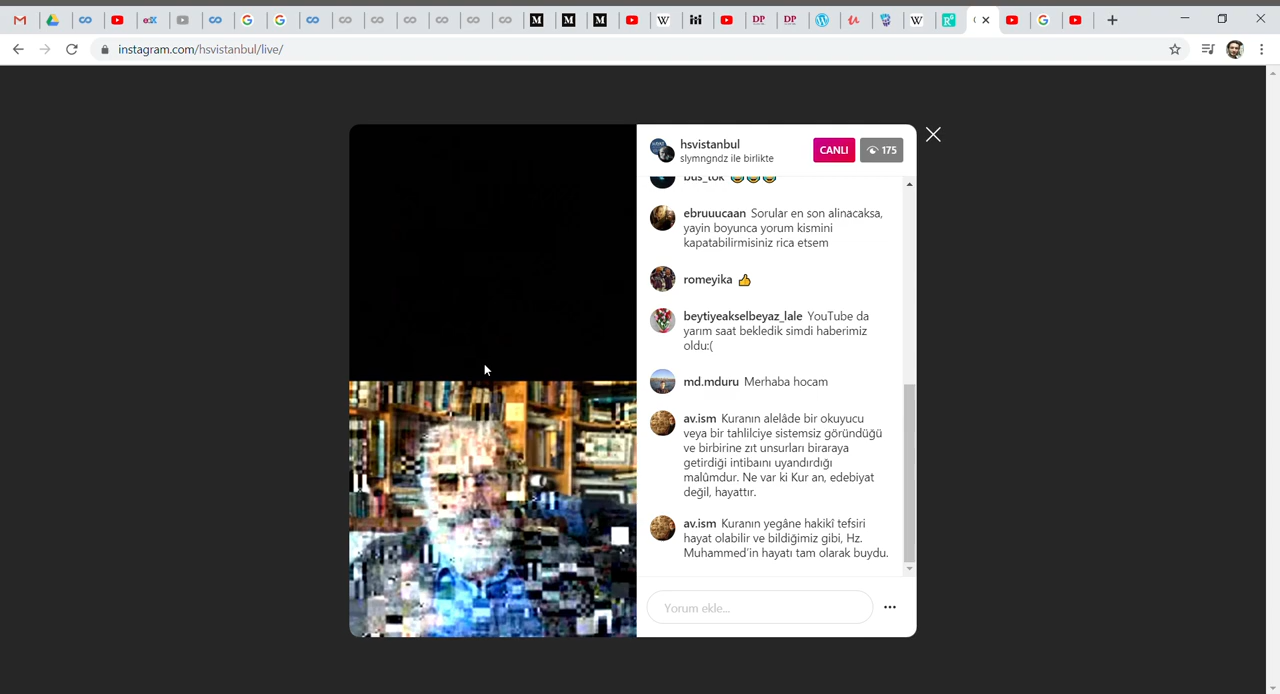 instagram.com/hsvistanbul/live/
hsvistanbul
slymngndz ile birlikte
CANLI
175
bus_tok 
ebruuucaan Sorular en son alinacaksa,
yayin boyunca yorum kismini
kapatabilirmisiniz rica etsem
romeyika 👍
beytiyeakselbeyaz_lale YouTube da
yarım saat bekledik simdi haberimiz
oldu:(
md.mduru Merhaba hocam
av.ism Kuranın alelâde bir okuyucu
veya bir tahlilciye sistemsiz göründüğü
ve birbirine zıt unsurları biraraya
getirdiği intibaını uyandırdığı
malûmdur. Ne var ki Kur an, edebiyat
değil, hayattır.
av.ism Kuranın yegâne hakikî tefsiri
hayat olabilir ve bildiğimiz gibi, Hz.
Muhammed'in hayatı tam olarak buydu.
Yorum ekle...